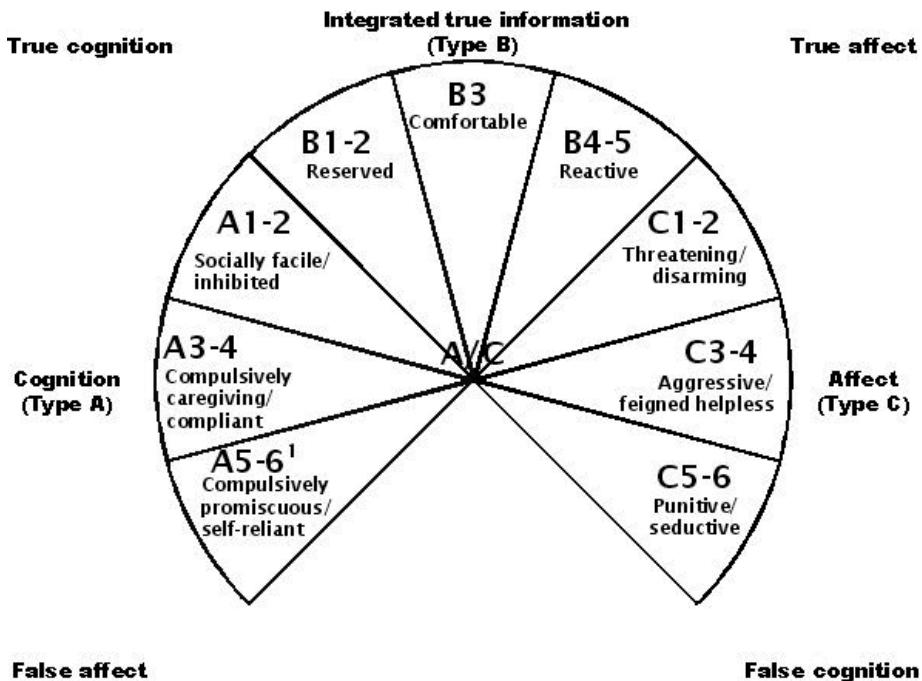 Integrated true information
(Type B)
True cognition
True affect
B3
Comfortable
B1-2
Reserved
B4-5
Reactive
A1-2
Socially facile/
inhibited
C1-2
Threatening/
disarming
A/C
A3-4
Compulsively
caregiving/
compliant
C3-4
Aggressive/
feigned helpless
Cognition
(Type A)
Affect
(Type C)
A5-6¹
Compulsively
promiscuous/
self-reliant
C5-6
Punitive/
seductive
False affect
False cognition